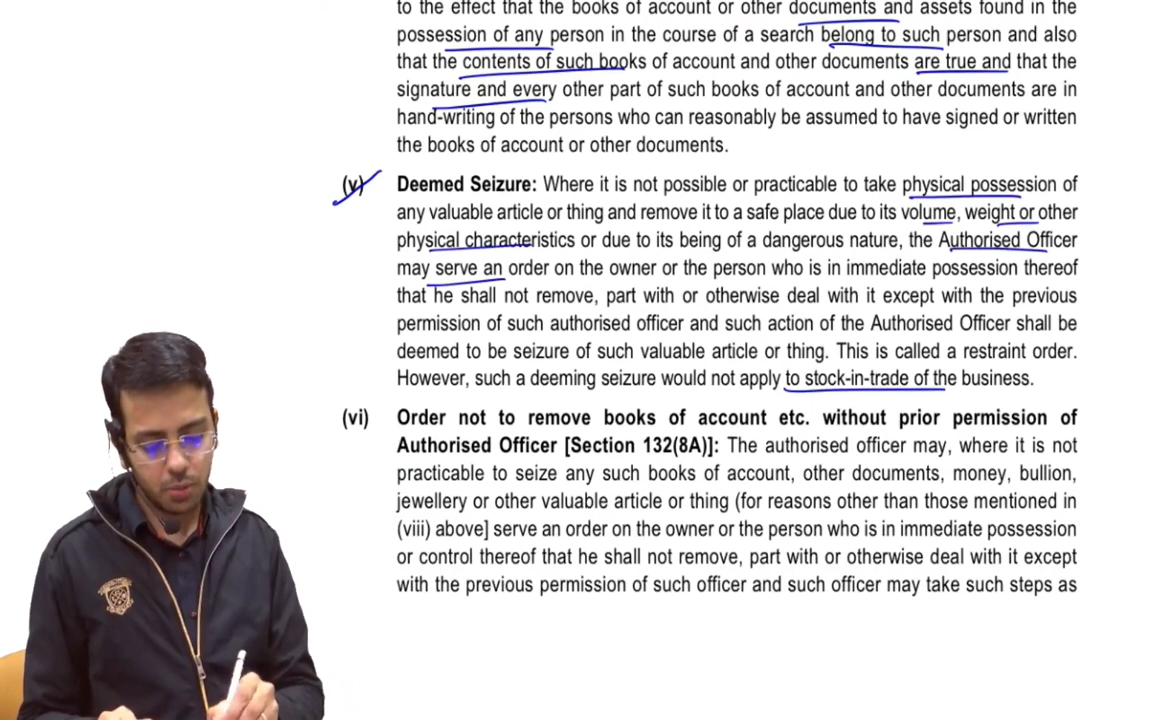 to the effect that the books of account or other documents and assets found in the
possession of any person in the course of a search belong to such person and also
that the contents of such books of account and other documents are true and that the
signature and every other part of such books of account and other documents are in
hand-writing of the persons who can reasonably be assumed to have signed or written
the books of account or other documents.
(v) Deemed Seizure: Where it is not possible or practicable to take physical possession of
any valuable article or thing and remove it to a safe place due to its volume, weight or other
physical characteristics or due to its being of a dangerous nature, the Authorised Officer
may serve an order on the owner or the person who is in immediate possession thereof
that he shall not remove, part with or otherwise deal with it except with the previous
permission of such authorised officer and such action of the Authorised Officer shall be
deemed to be seizure of such valuable article or thing. This is called a restraint order.
However, such a deeming seizure would not apply to stock-in-trade of the business.
(vi) Order not to remove books of account etc. without prior permission of
Authorised Officer [Section 132(8A)]: The authorised officer may, where it is not
practicable to seize any such books of account, other documents, money, bullion,
jewellery or other valuable article or thing (for reasons other than those mentioned in
(viii) above] serve an order on the owner or the person who is in immediate possession
or control thereof that he shall not remove, part with or otherwise deal with it except
with the previous permission of such officer and such officer may take such steps as